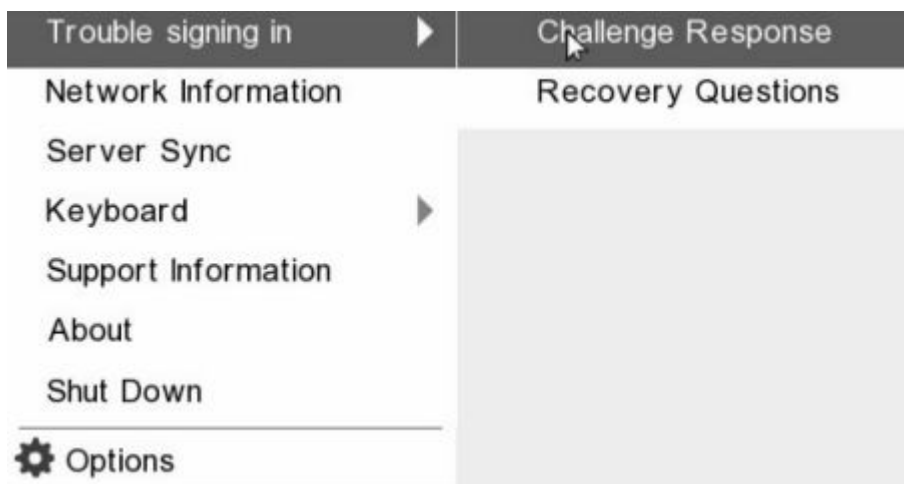 Trouble signing in
Challenge Response
Network Information
Recovery Questions
Server Sync
Keyboard
Support Information
About
Shut Down
Options